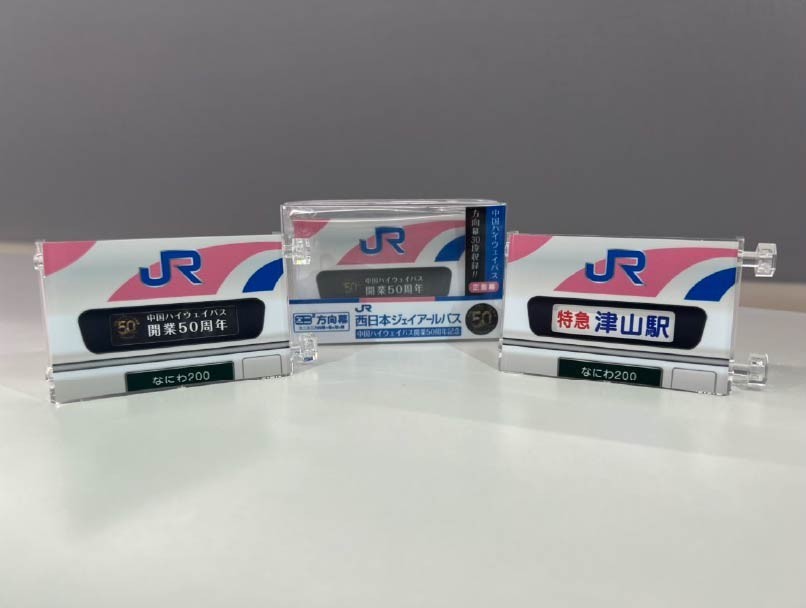 JR
50
中国ハイウェイバス
開業50周年
なにわ200
JR
中国ハイウェイバス
開業50周年
中国ハイウェイバス
方向幕30段収録!!
JR
方向幕
西日本ジェイアールバス
中国ハイウェイバス開業50周年記念
50
JR
特急 津山駅
なにわ200